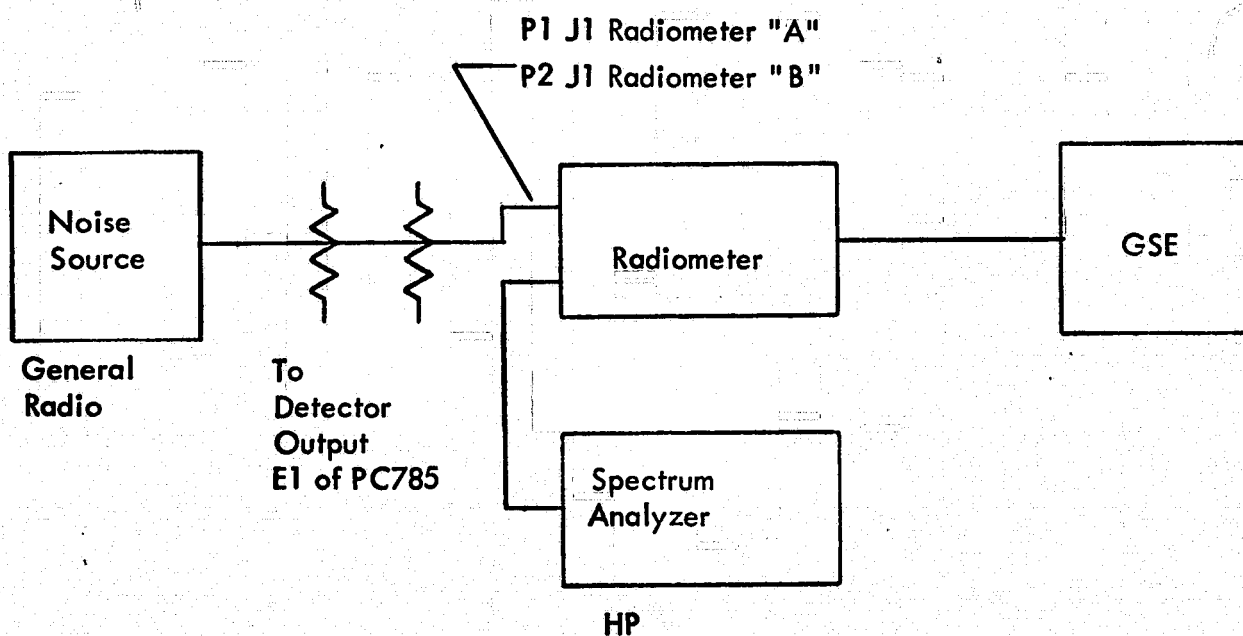 P1 J1 Radiometer "A"
P2 J1 Radiometer "B"
Noise
Source
Radiometer
GSE
General
Radio
To
Detector
Output
E1 of PC785
Spectrum
Analyzer
HP